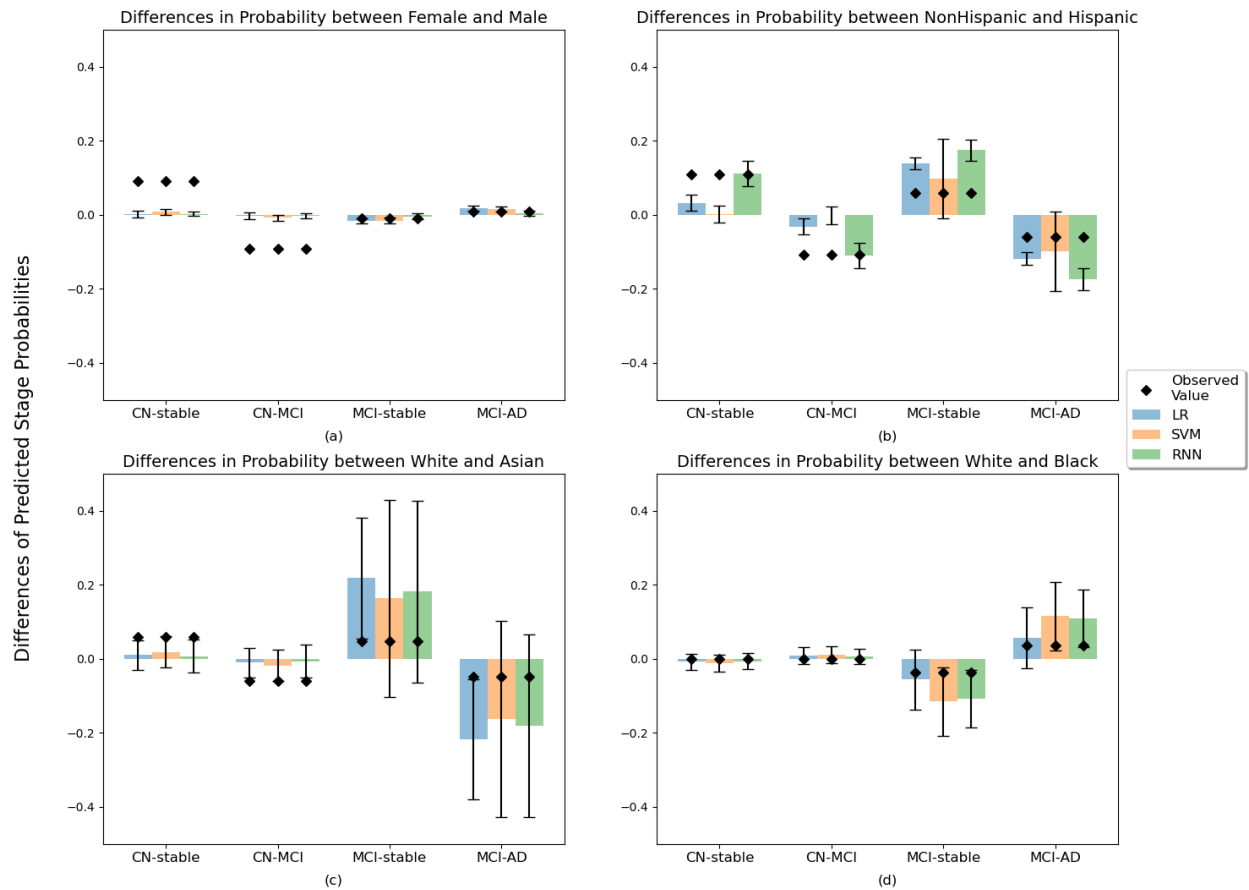 Differences in Probability between Female and Male
Differences in Probability between NonHispanic and Hispanic
Differences of Predicted Stage Probabilities
0.4
0.2
0.0
−0.2
−0.4
CN-stable CN-MCI MCI-stable MCI-AD
(a)
0.4
0.2
0.0
−0.2
−0.4
CN-stable CN-MCI MCI-stable MCI-AD
(b)
Observed
Value
LR
SVM
RNN
Differences in Probability between White and Asian
0.4
0.2
0.0
−0.2
−0.4
CN-stable CN-MCI MCI-stable MCI-AD
(c)
Differences in Probability between White and Black
0.4
0.2
0.0
−0.2
−0.4
CN-stable CN-MCI MCI-stable MCI-AD
(d)